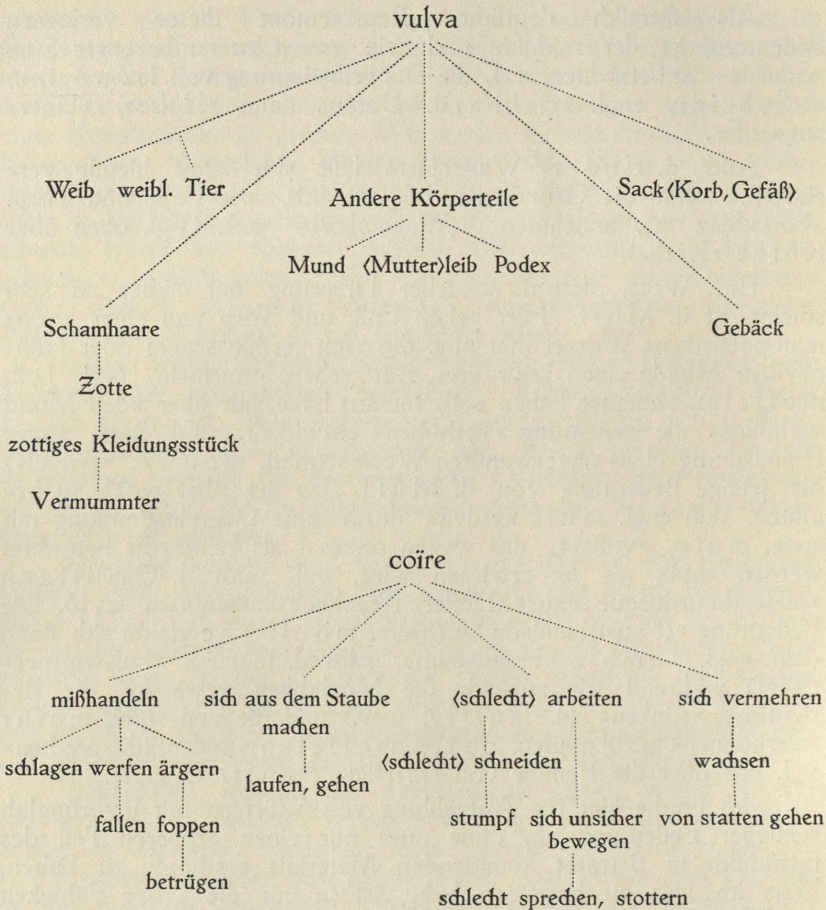 vulva
Weib weibl. Tier
Andere Körperteile
Sack ⟨Korb, Gefäß⟩
Mund ⟨Mutter⟩leib Podex
Schamhaare
Gebäck
Zotte
zottiges Kleidungsstück
Vermummter
coïre
mißhandeln
sich aus dem Staube
machen
⟨schlecht⟩ arbeiten
sich vermehren
schlagen werfen ärgern
laufen, gehen
⟨schlecht⟩ schneiden
wachsen
fallen foppen
stumpf sich unsicher
bewegen
von statten gehen
betrügen
schlecht sprechen, stottern